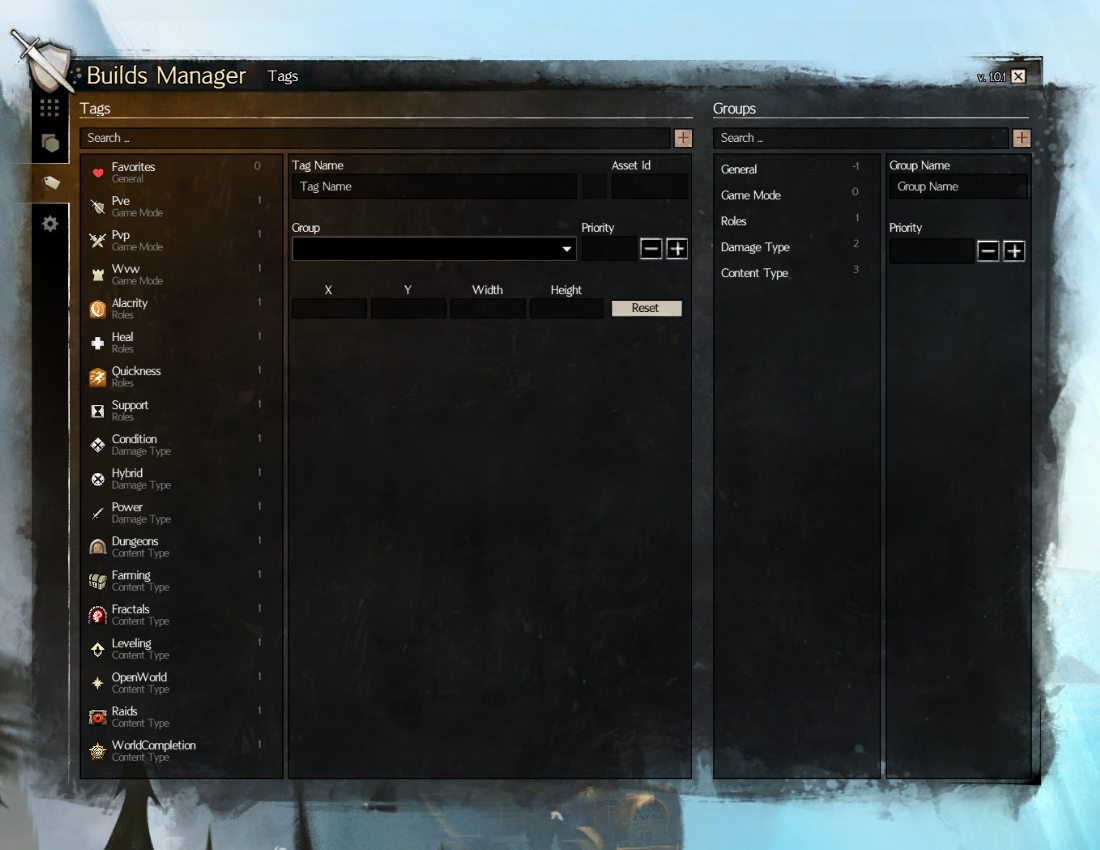 Builds Manager
Tags
v. 1.0.1
Tags
Search ...
Favorites 0
General
Pve 1
Game Mode
Pvp 1
Game Mode
Wvw 1
Game Mode
Alacrity 1
Roles
Heal 1
Roles
Quickness 1
Roles
Support 1
Roles
Condition 1
Damage Type
Hybrid 1
Damage Type
Power 1
Damage Type
Dungeons 1
Content Type
Farming 1
Content Type
Fractals 1
Content Type
Leveling 1
Content Type
OpenWorld 1
Content Type
Raids 1
Content Type
WorldCompletion 1
Content Type
Tag Name Asset Id
Tag Name
Group Priority
X Y Width Height
Reset
Groups
Search ...
General -1
Game Mode 0
Roles 1
Damage Type 2
Content Type 3
Group Name
Group Name
Priority